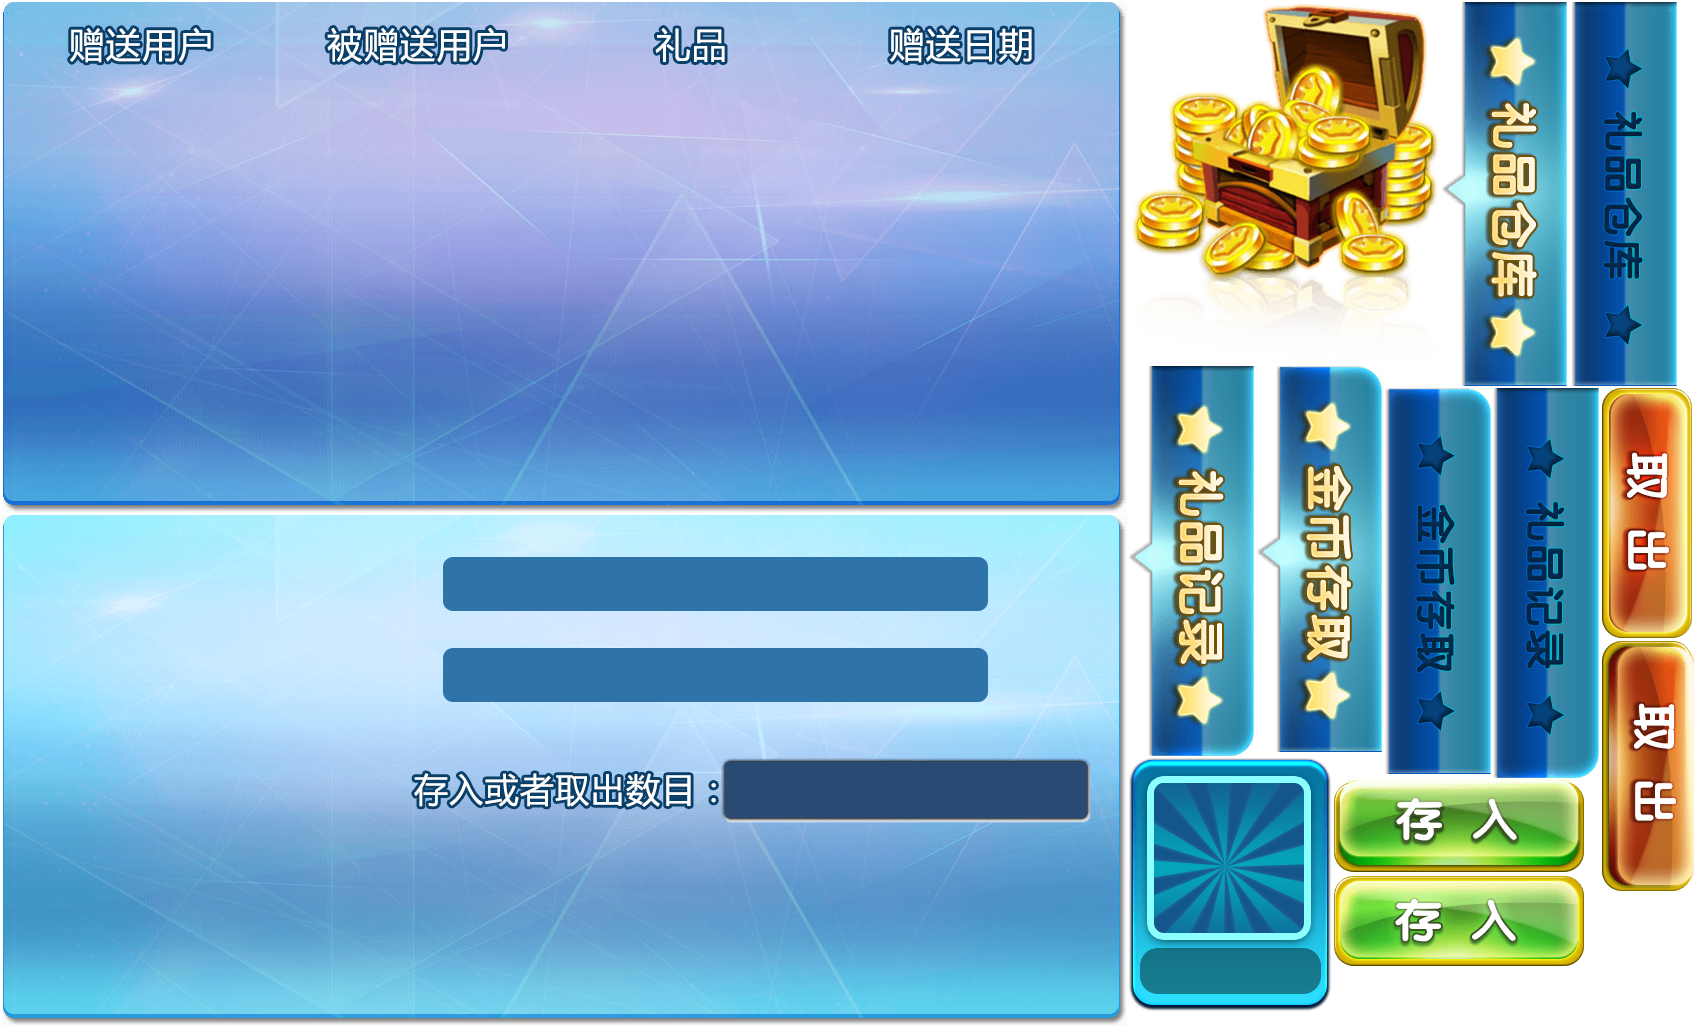 赠送用户 被赠送用户 礼品 赠送日期
存入或者取出数目：
礼品仓库
礼品仓库
礼品记录
金币存取
金币存取
礼品记录
取出
取出
存入
存入